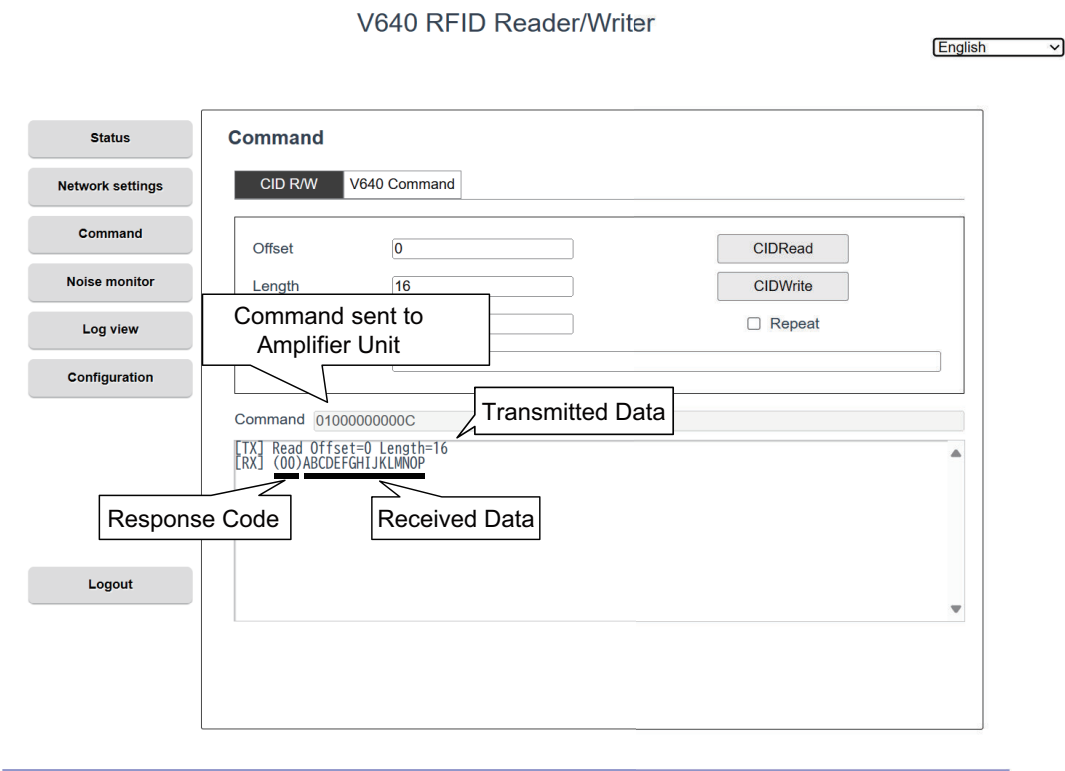 V640 RFID Reader/Writer
English
Status
Network settings
Command
Noise monitor
Log view
Configuration
Logout
Command
CID R/W
V640 Command
Offset
0
CIDRead
Length
16
CIDWrite
Repeat
Command sent to
Amplifier Unit
Transmitted Data
Command
01000000000C
[TX] Read Offset=0 Length=16
[RX] (00)ABCDEFGHIJKLMNOP
Response Code
Received Data